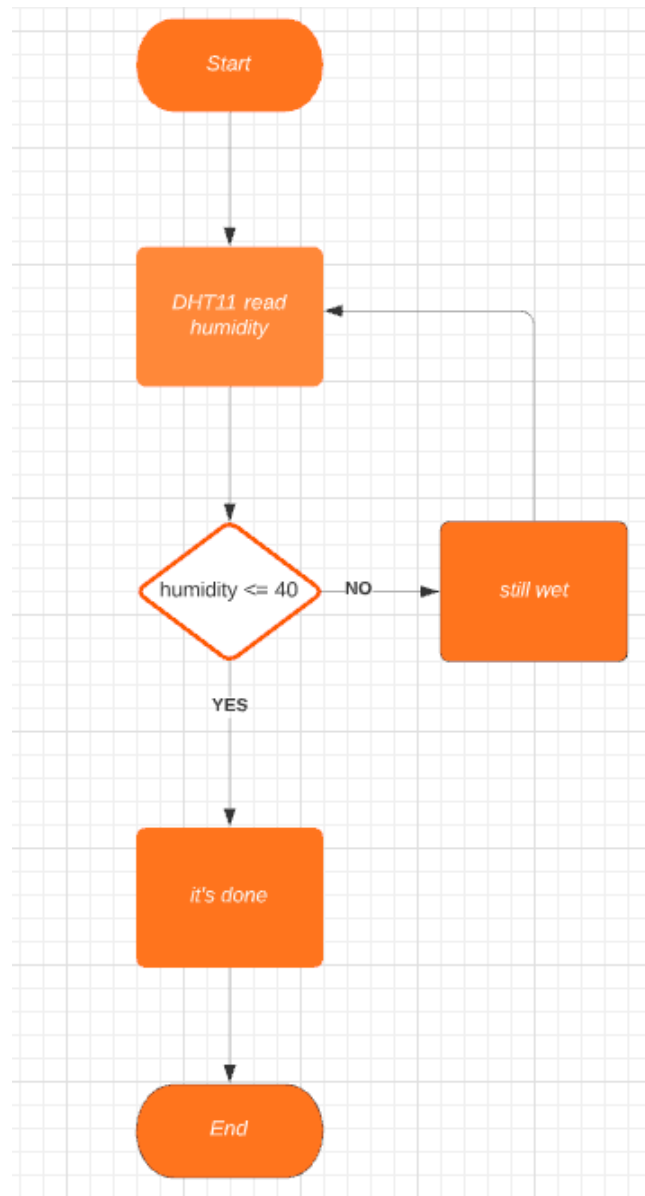 Start
DHT11 read
humidity
humidity <= 40
NO
still wet
YES
it's done
End